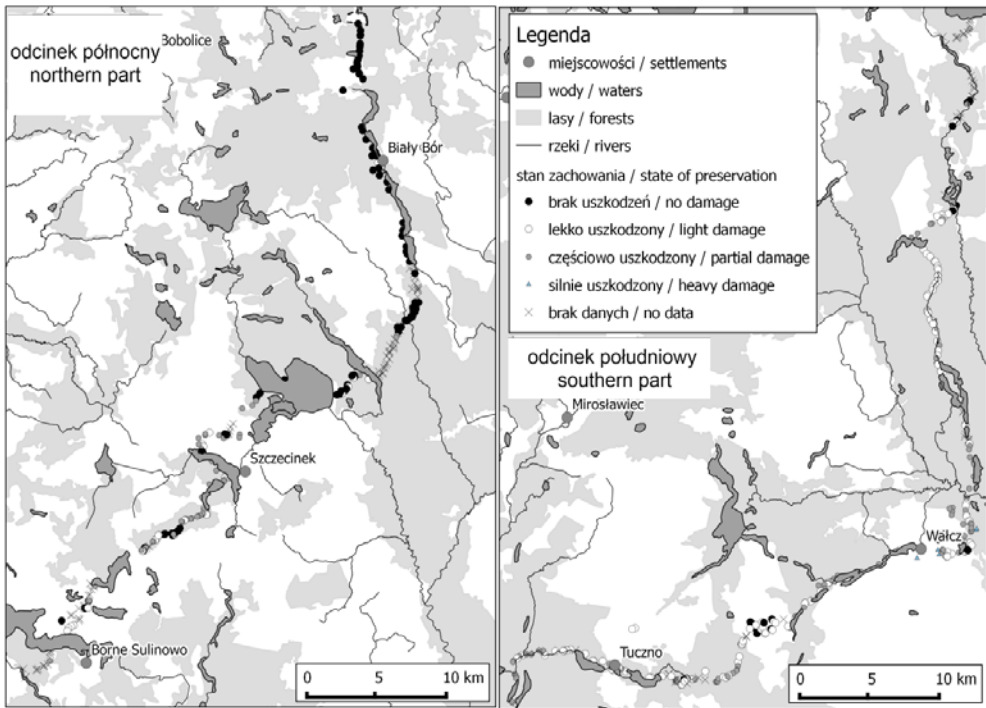 odcinek północny
northern part
Bobolice
Biały Bór
Szczecinek
Borne Sulinowo
0 5 10 km
Legenda
miejscowości / settlements
wody / waters
lasy / forests
rzeki / rivers
stan zachowania / state of preservation
brak uszkodzeń / no damage
lekko uszkodzony / light damage
częściowo uszkodzony / partial damage
silnie uszkodzony / heavy damage
brak danych / no data
odcinek południowy
southern part
Mirosławiec
Wałcz
Tuczno
0 5 10 km